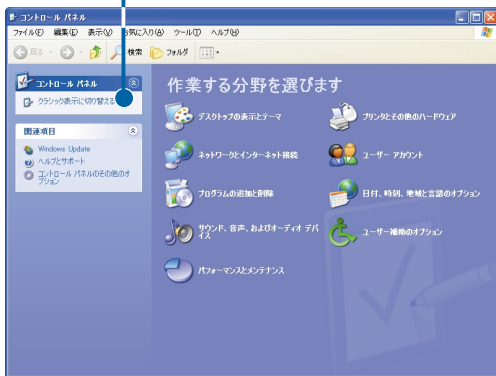 コントロール パネル
ファイル(F) 編集(E) 表示(V) お気に入り(A) ツール(T) ヘルプ(H)
戻る 検索 フォルダ
コントロール パネル
クラシック表示に切り替える
関連項目
Windows Update
ヘルプとサポート
コントロール パネルのその他のオ
プション
作業する分野を選びます
デスクトップの表示とテーマ
プリンタとその他のハードウェア
ネットワークとインターネット接続
ユーザー アカウント
プログラムの追加と削除
日付、時刻、地域と言語のオプション
サウンド、音声、およびオーディオ デバ
イス
ユーザー補助のオプション
パフォーマンスとメンテナンス